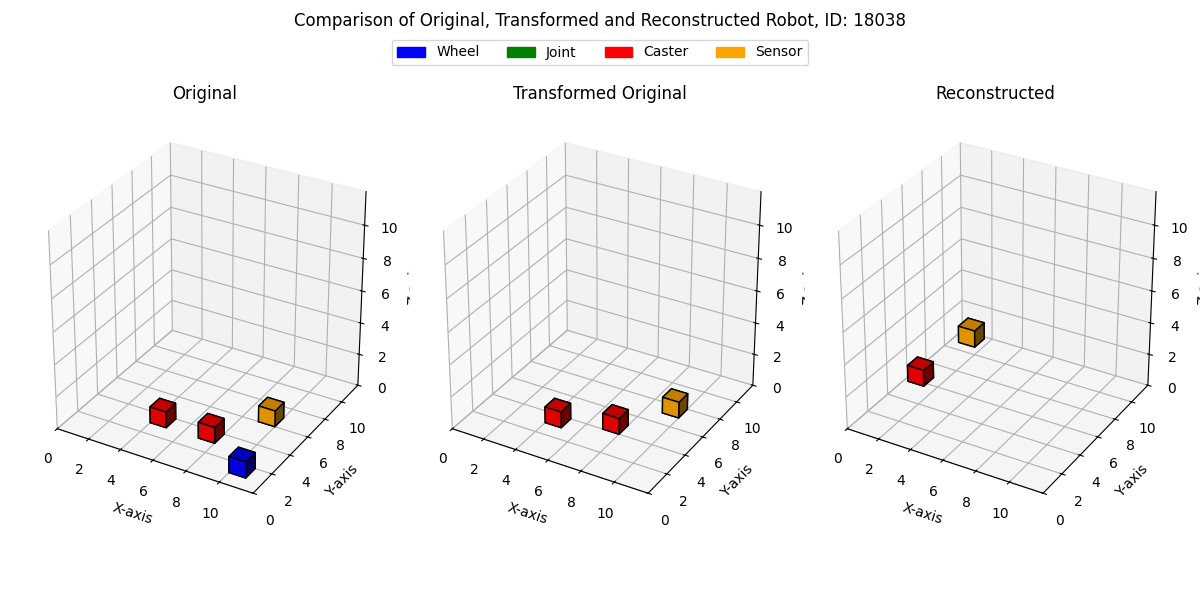 Comparison of Original, Transformed and Reconstructed Robot, ID: 18038
Wheel Joint Caster Sensor
Original Transformed Original Reconstructed
10 10 10
8 8 8
6 6 6
4 4 4
2 2 2
0 0 0
0 2 4 6 8 10 0 2 4 6 8 10 0 2 4 6 8 10
X-axis X-axis X-axis
0 2 4 6 8 10 0 2 4 6 8 10 0 2 4 6 8 10
Y-axis Y-axis Y-axis